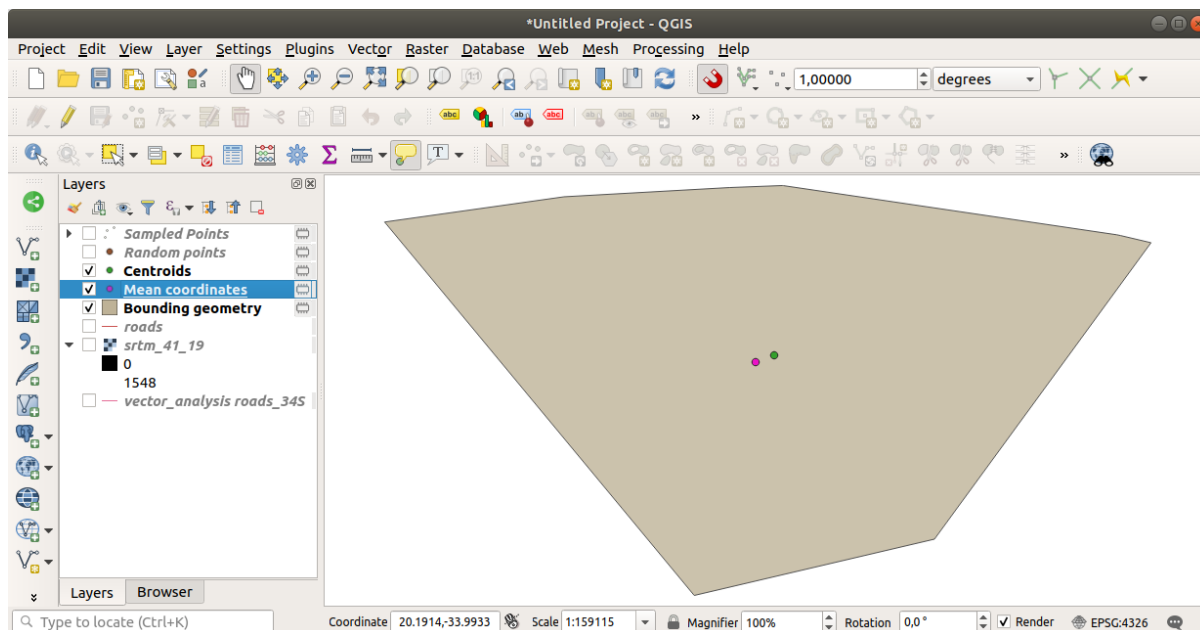 *Untitled Project - QGIS
Project Edit View Layer Settings Plugins Vector Raster Database Web Mesh Processing Help
1,00000 degrees
abc ab abc
»
»
Layers
Sampled Points
Random points
Centroids
Mean coordinates
Bounding geometry
roads
srtm_41_19
0
1548
vector_analysis roads_34S
Layers Browser
Type to locate (Ctrl+K) Coordinate 20.1914,-33.9933 Scale 1:159115 Magnifier 100% Rotation 0,0 ° Render EPSG:4326